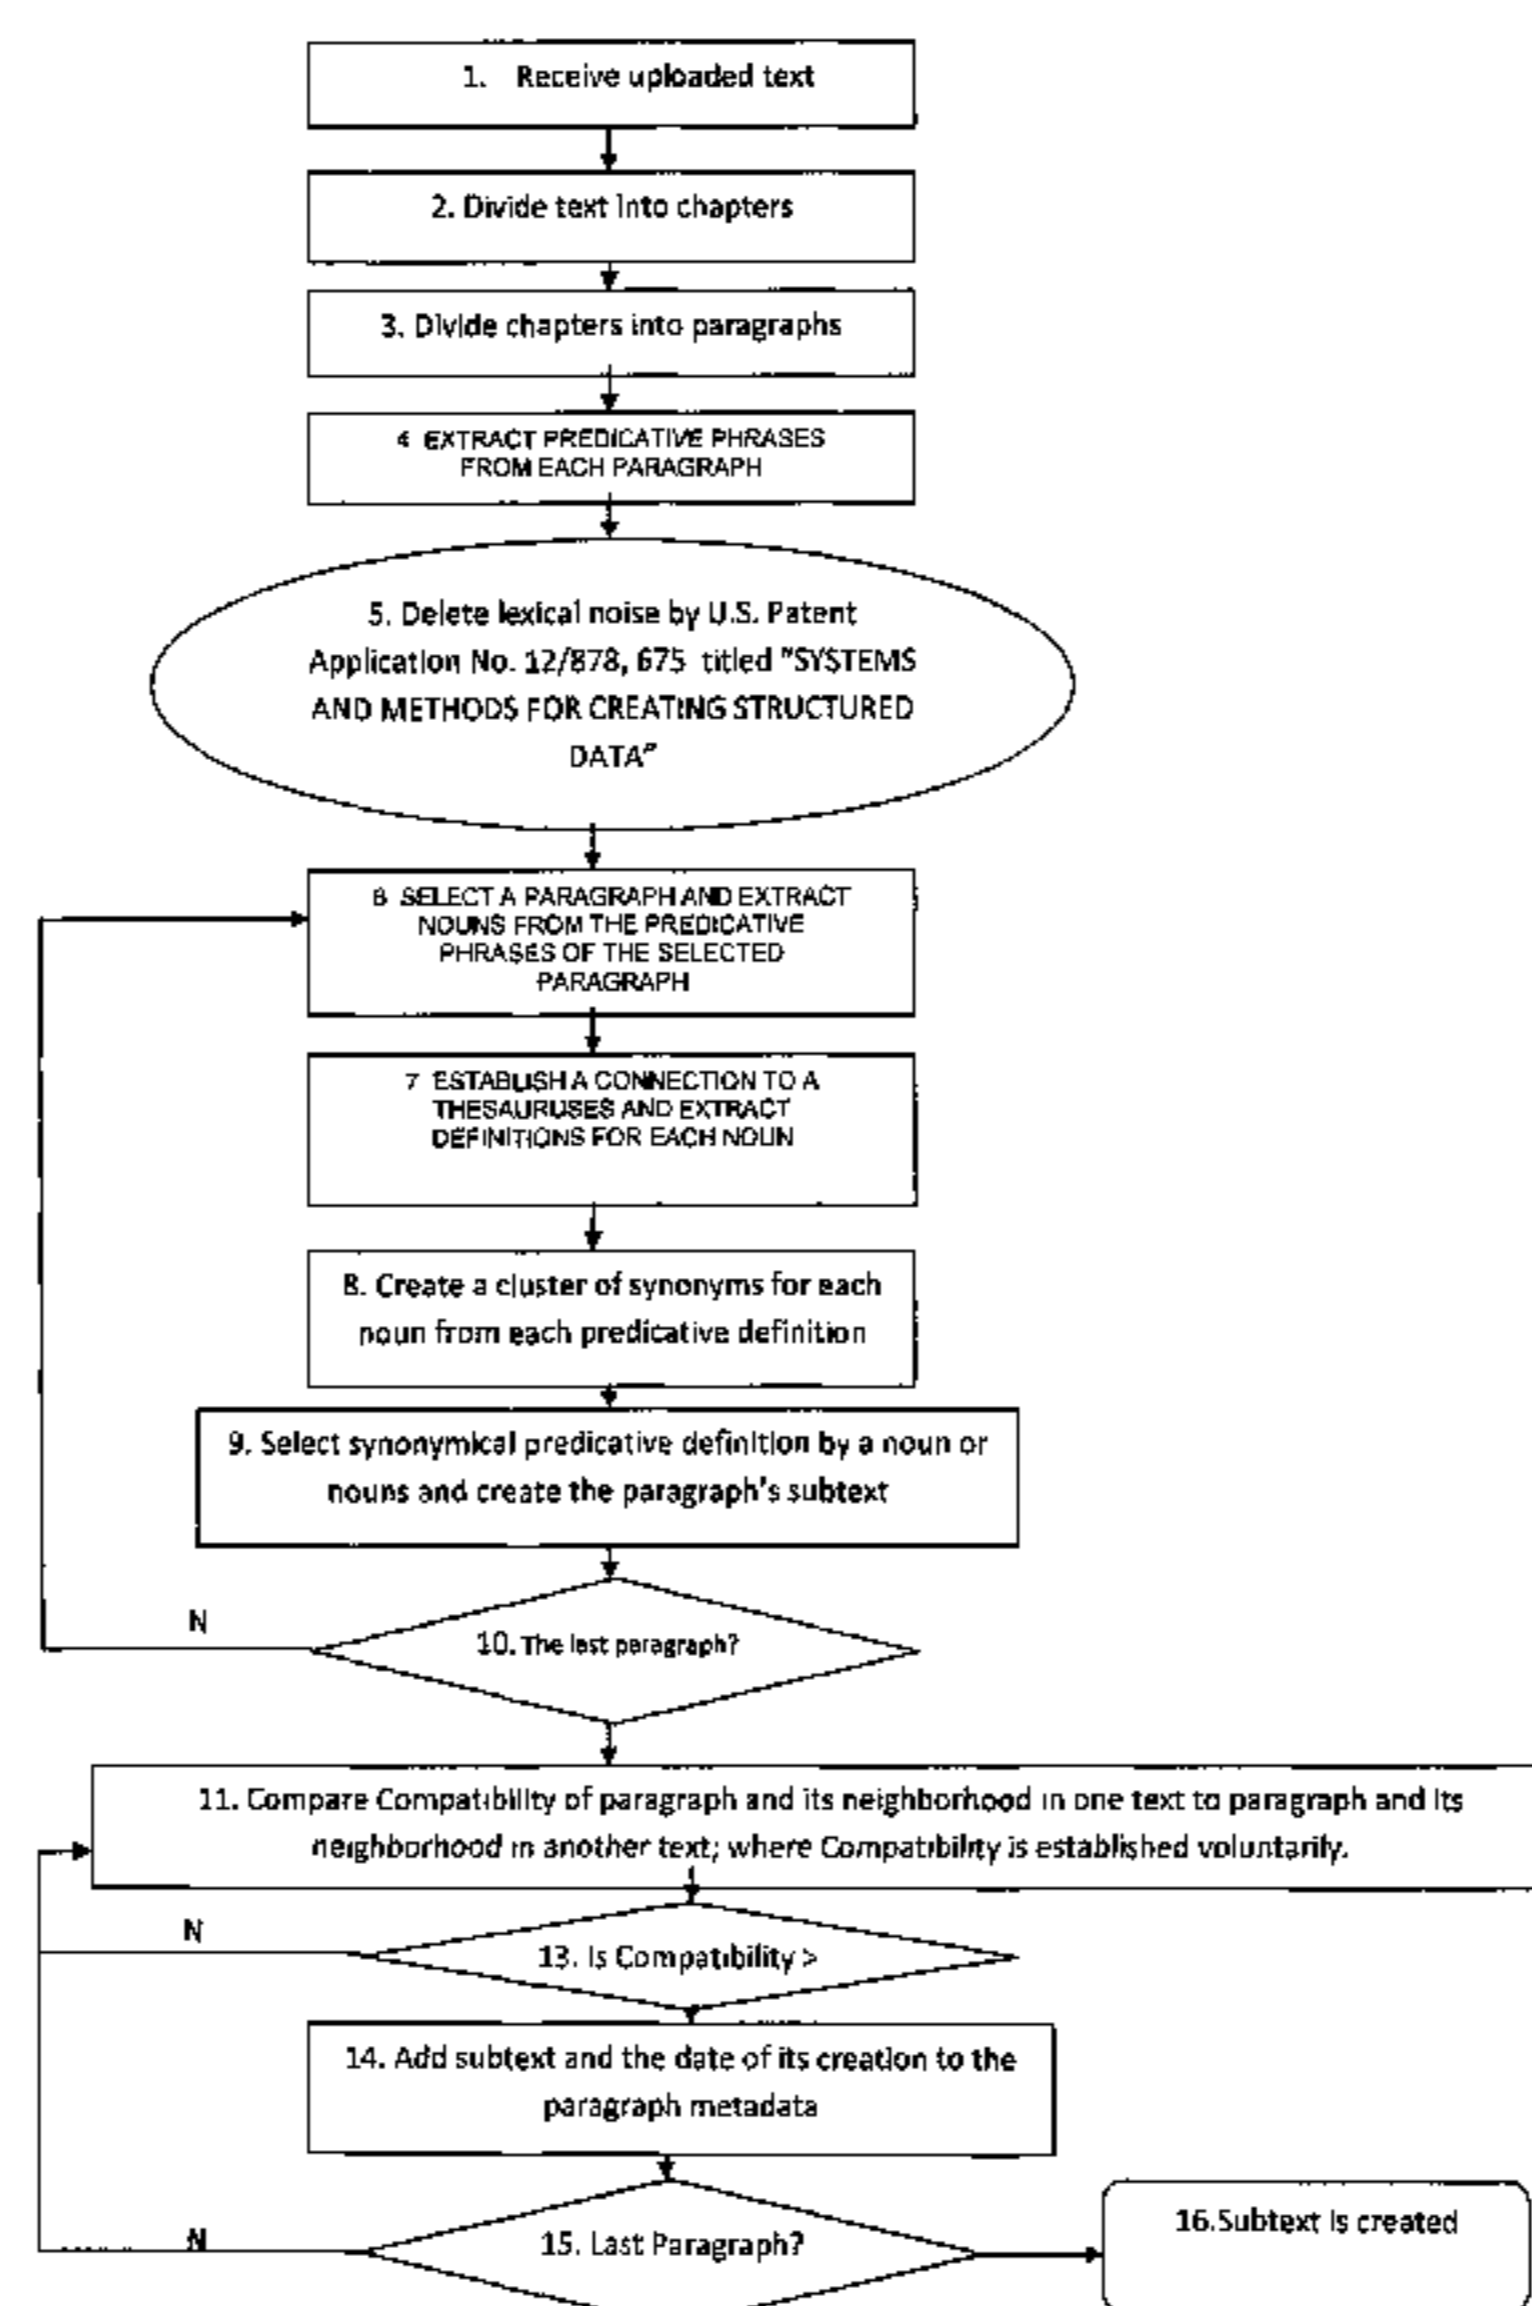 1. Receive uploaded text
2. Divide text into chapters
3. Divide chapters into paragraphs
4 EXTRACT PREDICATIVE PHRASES
FROM EACH PARAGRAPH
5. Delete lexical noise by U.S. Patent
Application No. 12/878, 675 titled "SYSTEMS
AND METHODS FOR CREATING STRUCTURED
DATA"
6 SELECT A PARAGRAPH AND EXTRACT
NOUNS FROM THE PREDICATIVE
PHRASES OF THE SELECTED
PARAGRAPH
7 ESTABLISH A CONNECTION TO A
THESAURUSES AND EXTRACT
DEFINITIONS FOR EACH NOUN
8. Create a cluster of synonyms for each
noun from each predicative definition
9. Select synonymical predicative definition by a noun or
nouns and create the paragraph's subtext
N
10. The last paragraph?
11. Compare Compatibility of paragraph and its neighborhood in one text to paragraph and its
neighborhood in another text; where Compatibility is established voluntarily.
N
13. Is Compatibility >
14. Add subtext and the date of its creation to the
paragraph metadata
N
15. Last Paragraph?
16.Subtext is created